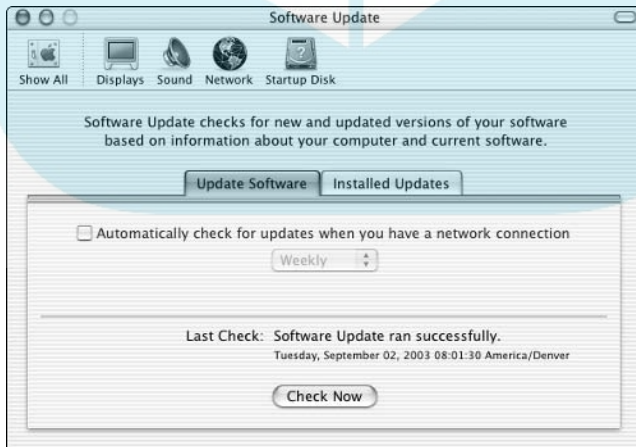 Software Update
Show All Displays Sound Network Startup Disk
Software Update checks for new and updated versions of your software
based on information about your computer and current software.
Update Software Installed Updates
Automatically check for updates when you have a network connection
Weekly
Last Check: Software Update ran successfully.
Tuesday, September 02, 2003 08:01:30 America/Denver
Check Now